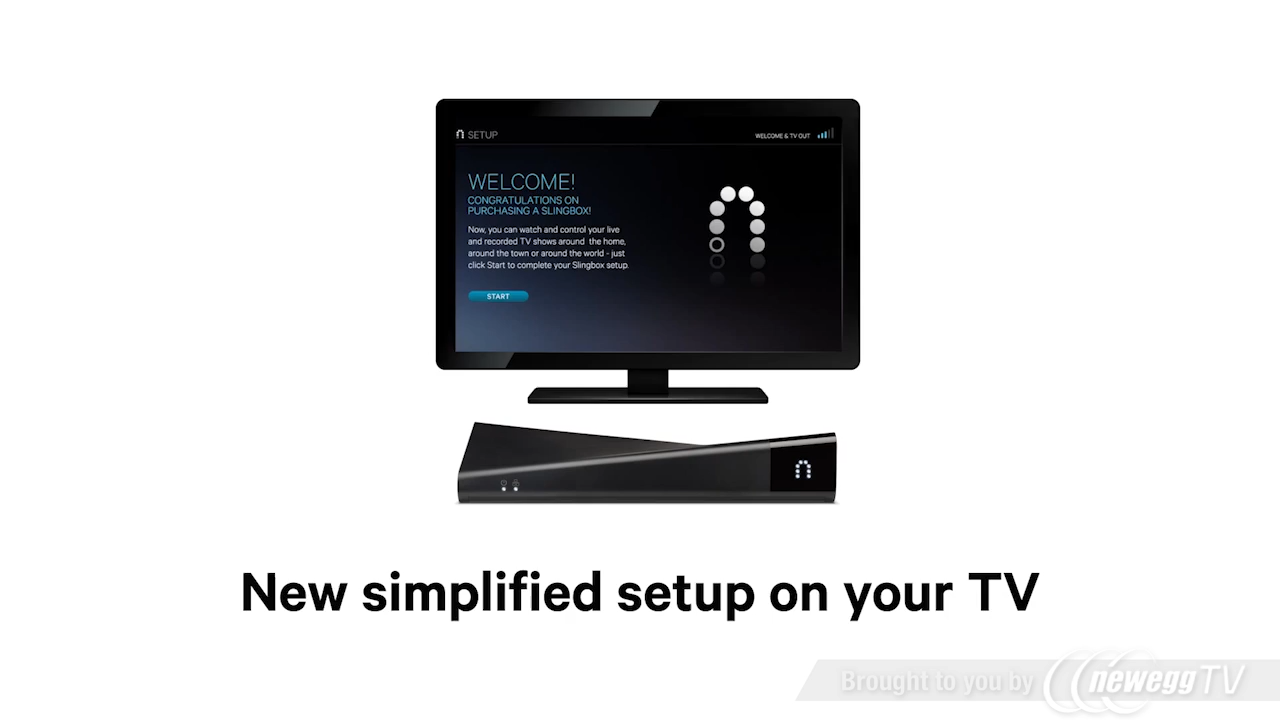 SETUP
WELCOME & TV OUT
WELCOME!
CONGRATULATIONS ON
PURCHASING A SLINGBOX!
Now, you can watch and control your live
and recorded TV shows around the home,
around the town or around the world - just
click Start to complete your Slingbox setup.
START
New simplified setup on your TV
Brought to you by neweggTV